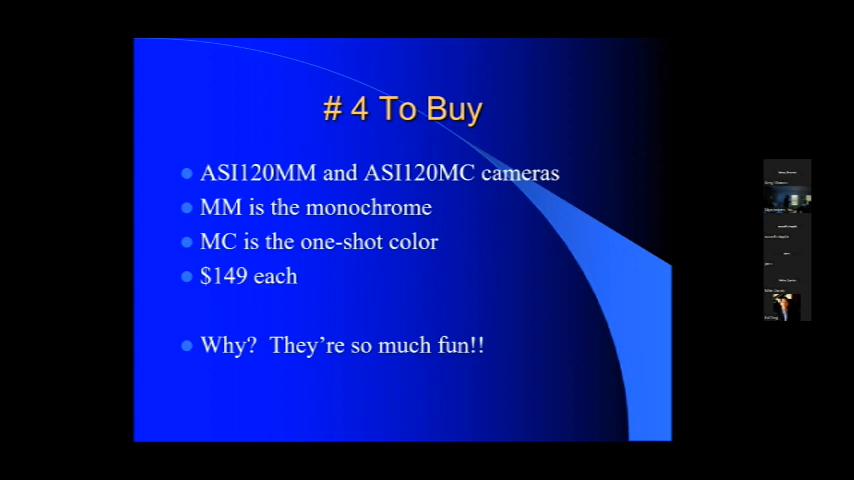 # 4 To Buy
ASI120MM and ASI120MC cameras
MM is the monochrome
MC is the one-shot color
$149 each
Why? They're so much fun!!